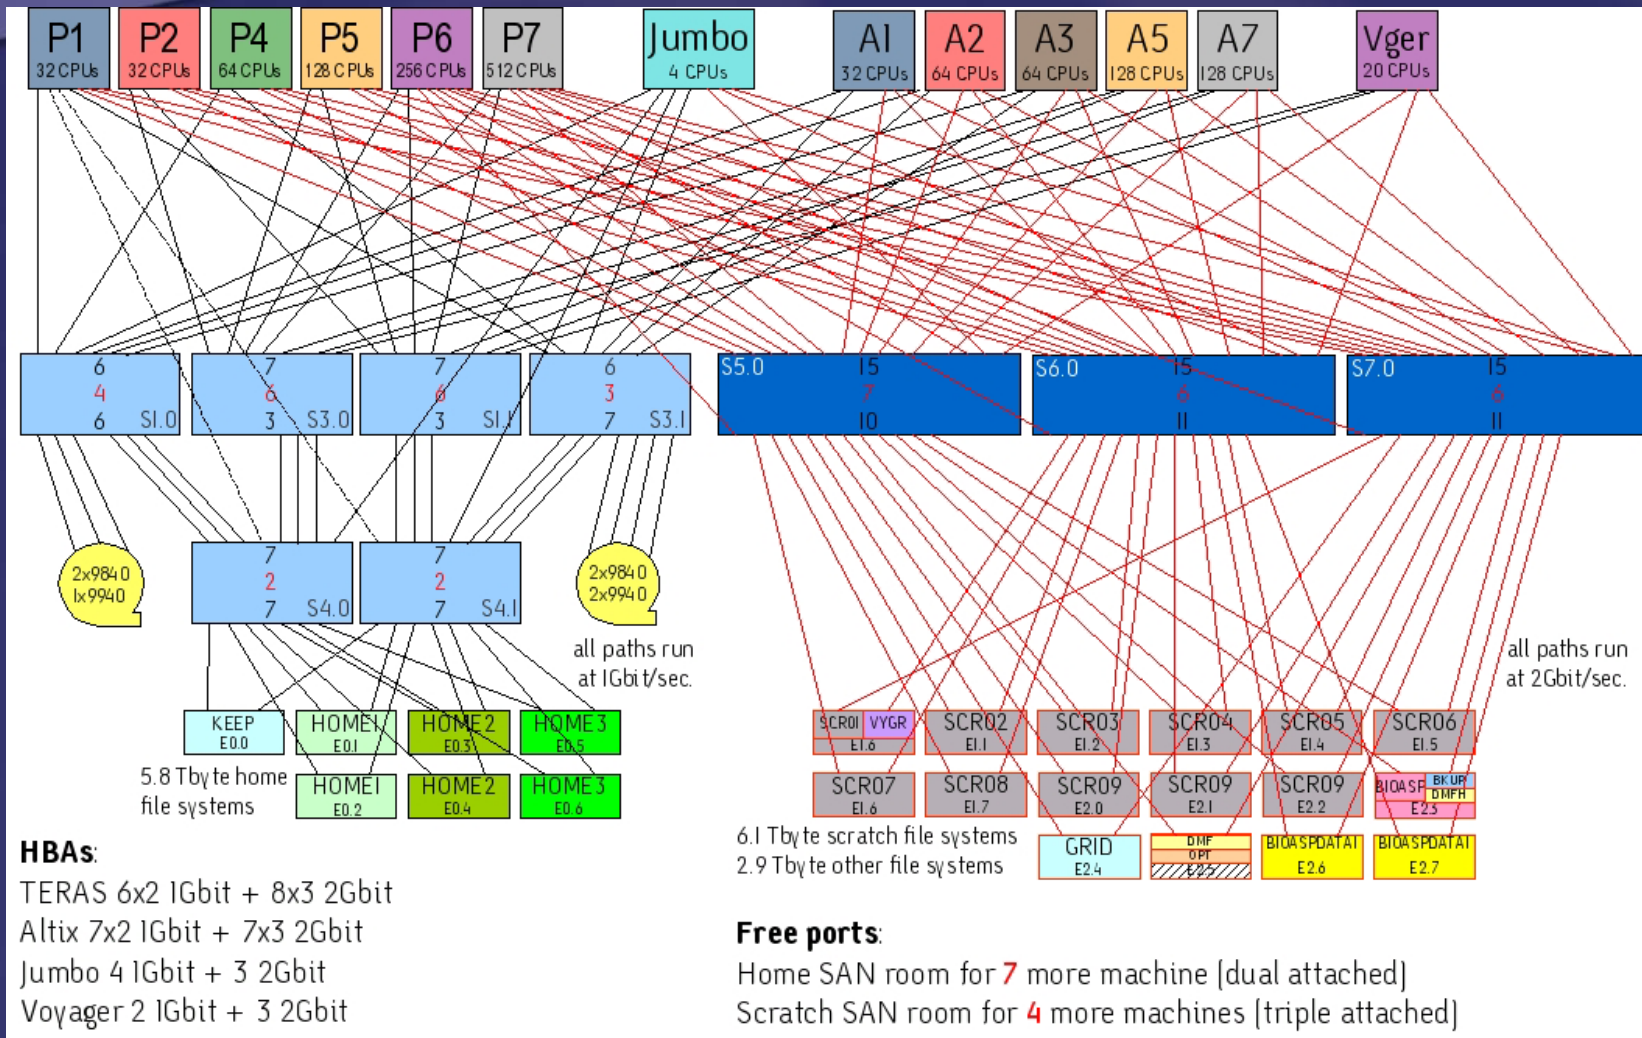 P1 P2 P4 P5 P6 P7 Jumbo A1 A2 A3 A5 A7 Vger
32 CPUs 32 CPUs 64 CPUs 128 CPUs 256 CPUs 512 CPUs 4 CPUs 32 CPUs 64 CPUs 64 CPUs 128 CPUs 128 CPUs 20 CPUs
6 7 7 6 S5.0 15 S6.0 15 S7.0 15
4 6 6 3 7 6 6
6 S1.0 3 S3.0 3 S1.1 7 S3.1 10 11 11
2x9840
1x9940
7
2
7 S4.0
7
2
7 S4.1
2x9840
2x9940
all paths run
at 1Gbit/sec.
all paths run
at 2Gbit/sec.
KEEP HOME1 HOME2 HOME3
E0.0 E0.1 E0.3 E0.5
HOME1 HOME2 HOME3
E0.2 E0.4 E0.6
5.8 Tbyte home
file systems
SCR01 VYGR SCR02 SCR03 SCR04 SCR05 SCR06
E1.6 E1.1 E1.2 E1.3 E1.4 E1.5
SCR07 SCR08 SCR09 SCR09 SCR09 BIOASP BKUP
DMFH
E1.6 E1.7 E2.0 E2.1 E2.2 E2.3
6.1 Tbyte scratch file systems
2.9 Tbyte other file systems
GRID DMF BIOASPDATA1 BIOASPDATA1
OPT
E2.4 E2.5 E2.6 E2.7
HBAs:
TERAS 6x2 1Gbit + 8x3 2Gbit
Altix 7x2 1Gbit + 7x3 2Gbit
Jumbo 4 1Gbit + 3 2Gbit
Voyager 2 1Gbit + 3 2Gbit
Free ports:
Home SAN room for 7 more machine (dual attached)
Scratch SAN room for 4 more machines (triple attached)